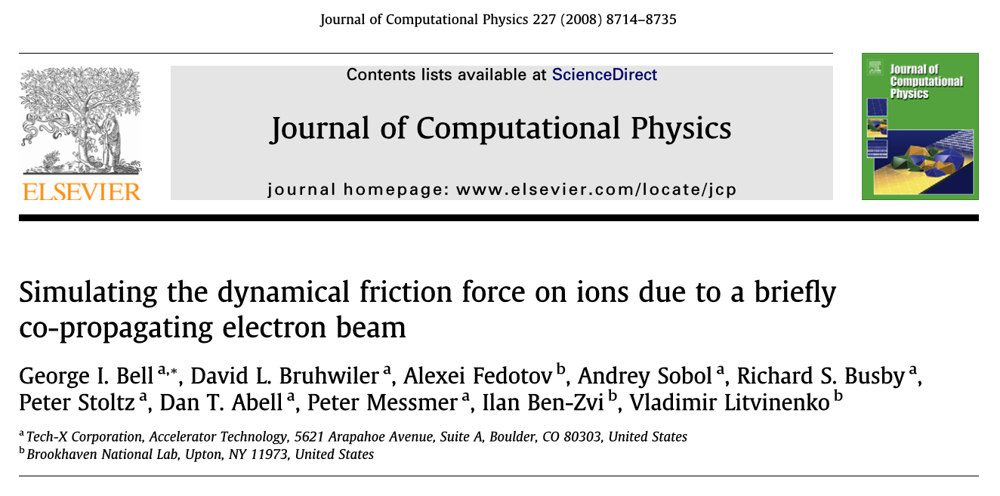 Journal of Computational Physics 227 (2008) 8714–8735
Contents lists available at ScienceDirect
Journal of Computational Physics
journal homepage: www.elsevier.com/locate/jcp
ELSEVIER
Journal of
Computational
Physics
Simulating the dynamical friction force on ions due to a briefly
co-propagating electron beam
George I. Bell a,*, David L. Bruhwiler a, Alexei Fedotov b, Andrey Sobol a, Richard S. Busby a,
Peter Stoltz a, Dan T. Abell a, Peter Messmer a, Ilan Ben-Zvi b, Vladimir Litvinenko b
a Tech-X Corporation, Accelerator Technology, 5621 Arapahoe Avenue, Suite A, Boulder, CO 80303, United States
b Brookhaven National Lab, Upton, NY 11973, United States